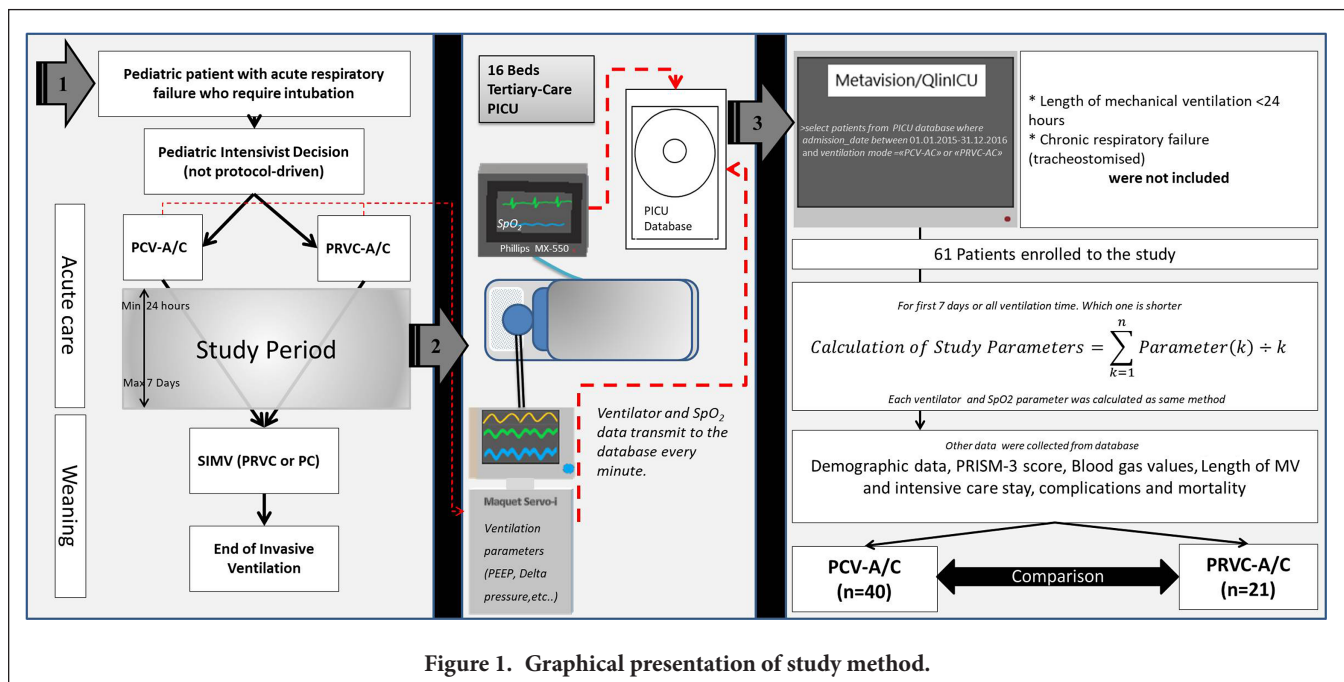 1
Pediatric patient with acute respiratory
failure who require intubation
Pediatric Intensivist Decision
(not protocol-driven)
PCV-A/C
PRVC-A/C
Acute care
Min 24 hours
Study Period
Max 7 Days
Weaning
SIMV (PRVC or PC)
End of Invasive
Ventilation
2
16 Beds
Tertiary-Care
PICU
SpO₂
Phillips MX-550
PICU
Database
Ventilator and SpO₂
data transmit to the
database every
minute.
Maquet Servo-i
Ventilation
parameters
(PEEP, Delta
pressure,etc..)
3
Metavision/QlinICU
>select patients from PICU database where
admission_date between 01.01.2015-31.12.2016
and ventilation mode =«PCV-AC» or «PRVC-AC»
* Length of mechanical ventilation <24
hours
* Chronic respiratory failure
(tracheostomised)
were not included
61 Patients enrolled to the study
For first 7 days or all ventilation time. Which one is shorter
Calculation of Study Parameters = ∑ₖ₌₁ⁿ Parameter(k) ÷ k
Each ventilator and SpO2 parameter was calculated as same method
Other data were collected from database
Demographic data, PRISM-3 score, Blood gas values, Length of MV
and intensive care stay, complications and mortality
PCV-A/C
(n=40)
Comparison
PRVC-A/C
(n=21)
Figure 1. Graphical presentation of study method.